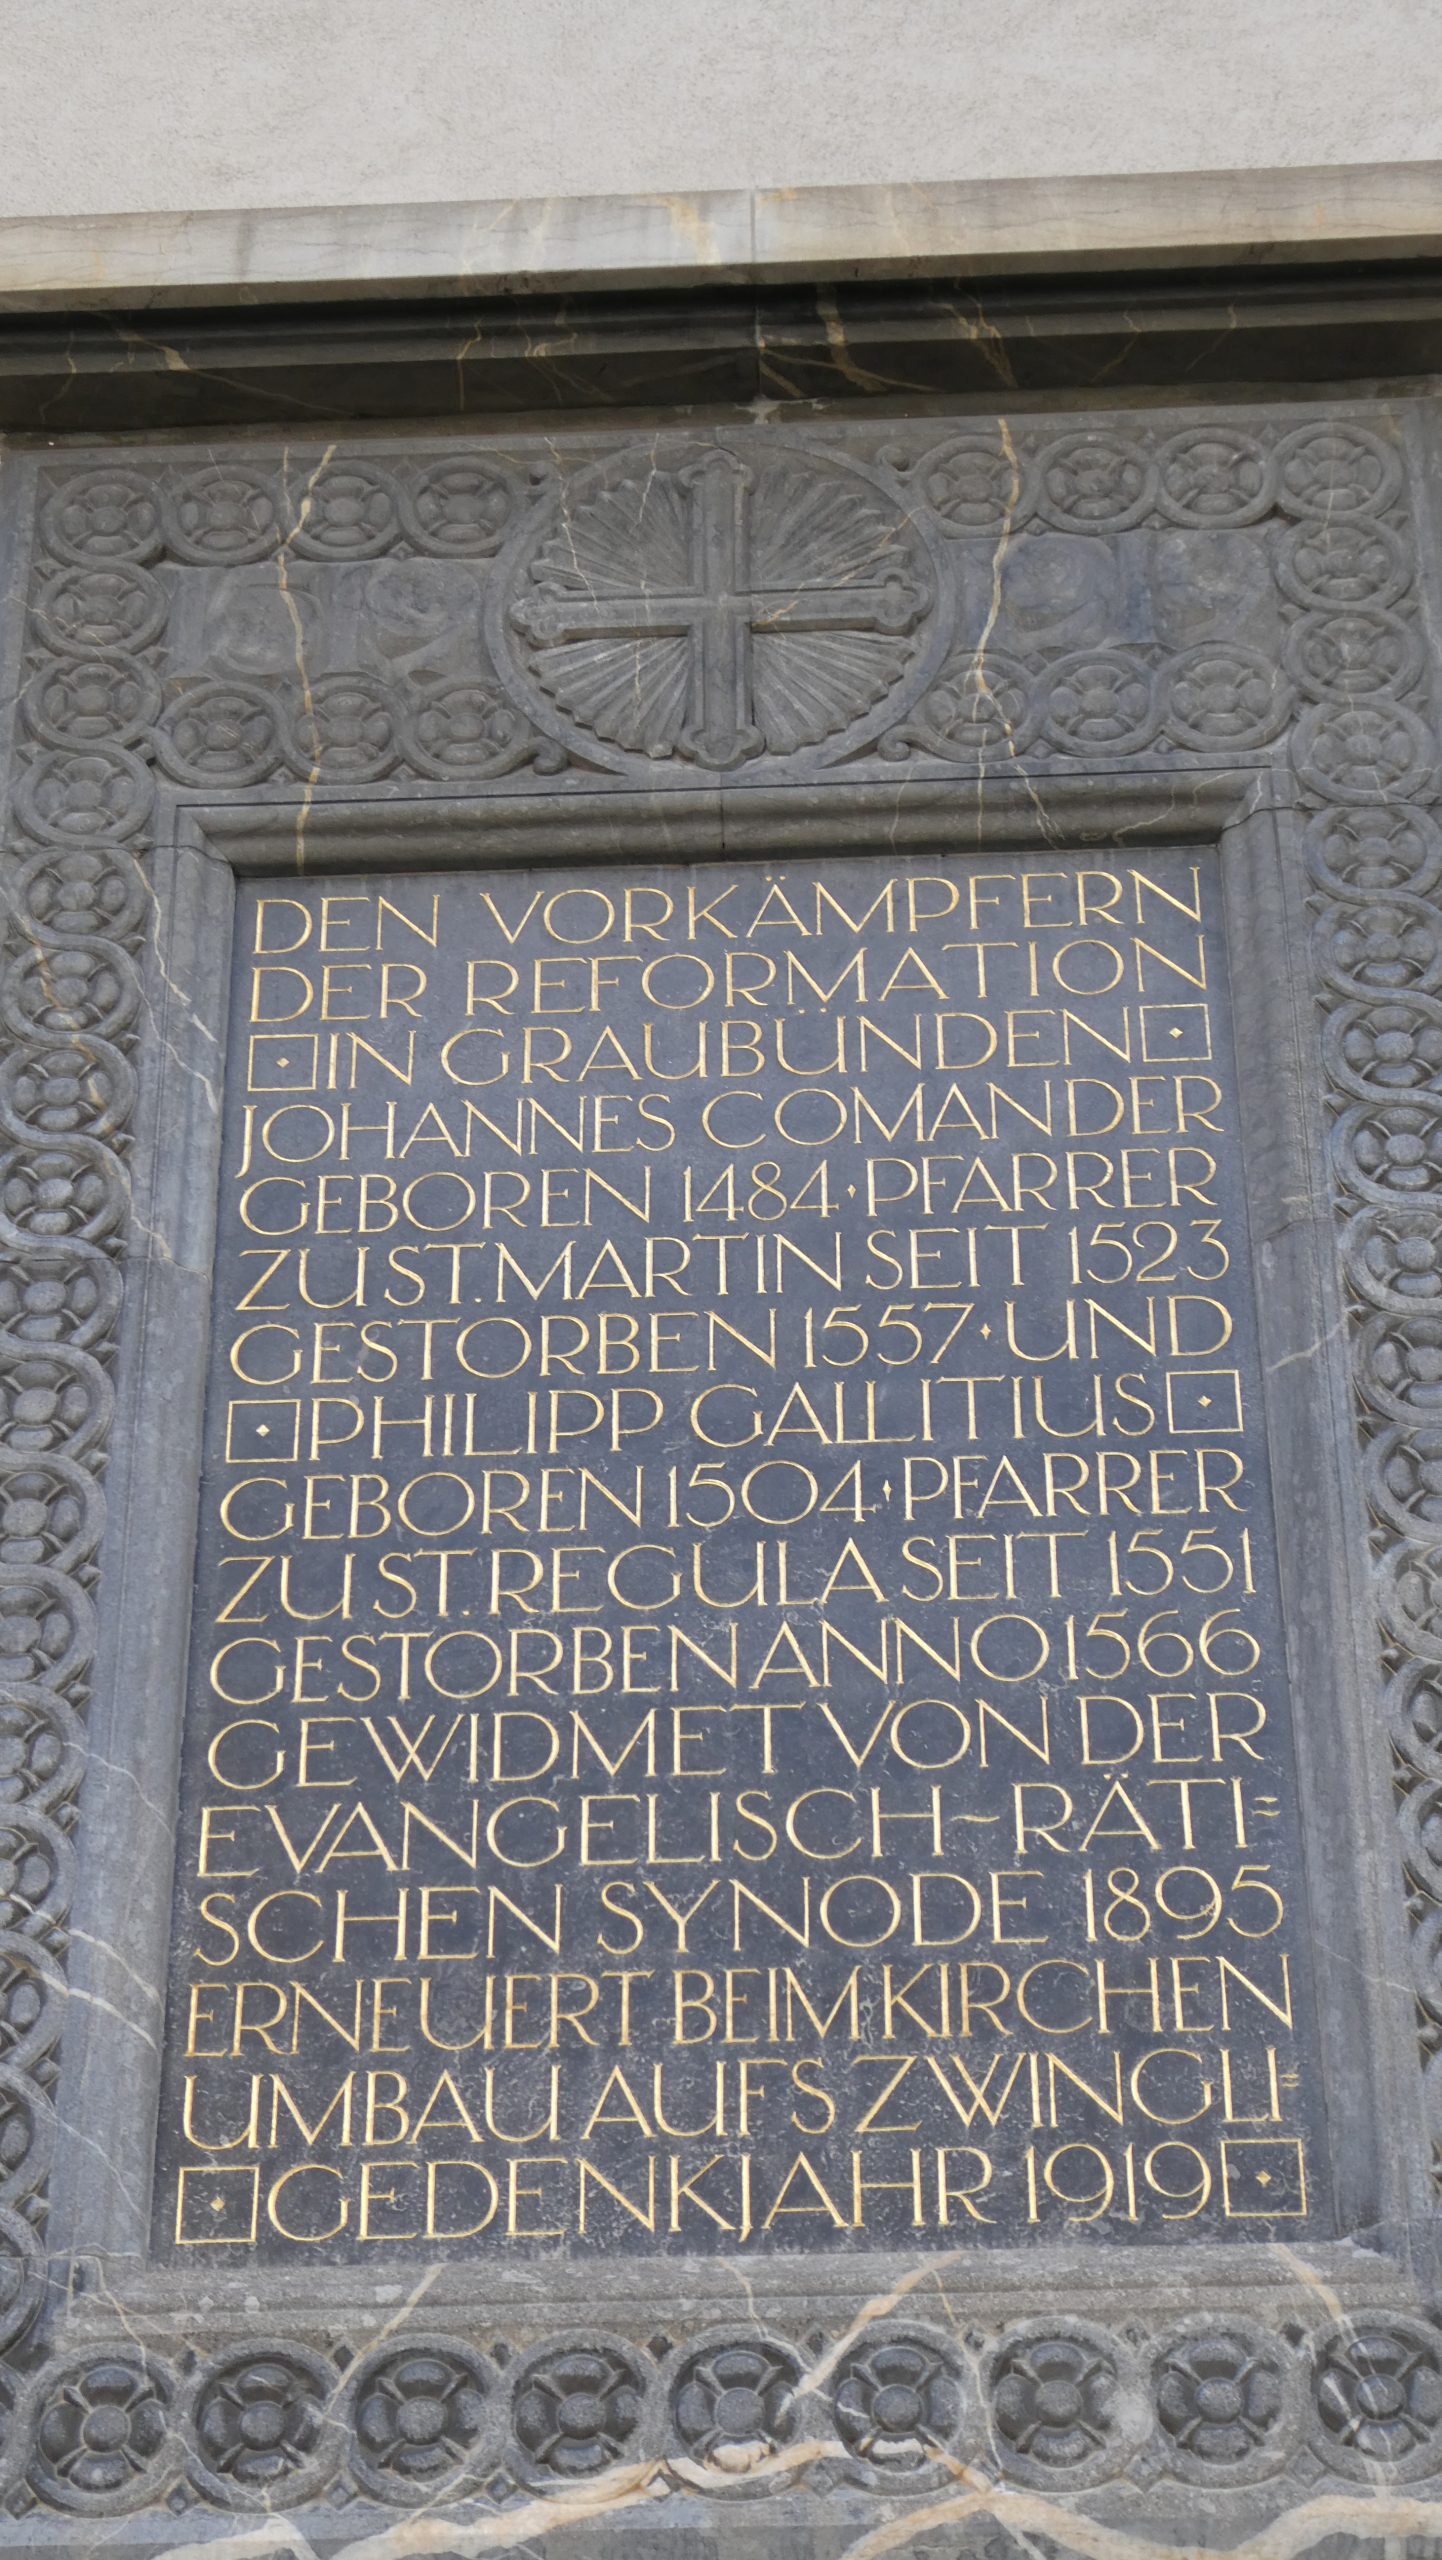 DEN VORKÄMPFERN
DER REFORMATION
IN GRAUBÜNDEN
JOHANNES COMANDER
GEBOREN 1484·PFARRER
ZU ST. MARTIN SEIT 1523
GESTORBEN 1557·UND
PHILIPP GALLITIUS
GEBOREN 1504·PFARRER
ZU ST. REGULA SEIT 1551
GESTORBEN ANNO 1566
GEWIDMET VON DER
EVANGELISCH-RÄTI=
SCHEN SYNODE 1895
ERNEUERT BEIM KIRCHEN
UMBAU AUFS ZWINGLI=
GEDENKJAHR 1919